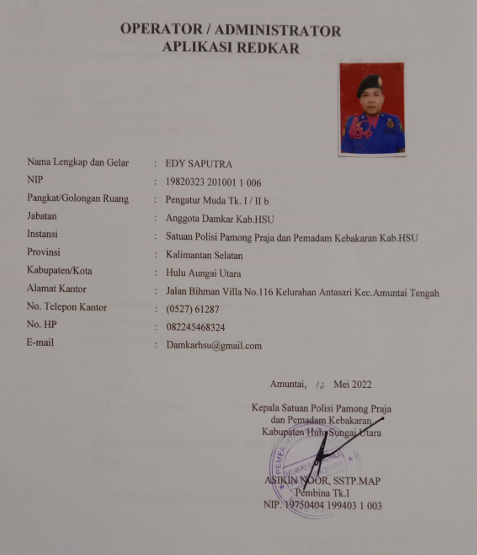 OPERATOR / ADMINISTRATOR
APLIKASI REDKAR
Nama Lengkap dan Gelar : EDY SAPUTRA
NIP : 19820323 201001 1 006
Pangkat/Golongan Ruang : Pengatur Muda Tk. I / II b
Jabatan : Anggota Damkar Kab.HSU
Instansi : Satuan Polisi Pamong Praja dan Pemadam Kebakaran Kab.HSU
Provinsi : Kalimantan Selatan
Kabupaten/Kota : Hulu Aungai Utara
Alamat Kantor : Jalan Bihman Villa No.116 Kelurahan Antasari Kec.Amuntai Tengah
No. Telepon Kantor : (0527) 61287
No. HP : 082245468324
E-mail : Damkarhsu@gmail.com
Amuntai, Mei 2022
Kepala Satuan Polisi Pamong Praja
dan Pemadam Kebakaran
Kabupaten Hulu Sungai Utara
ASIKIN NOOR, SSTP.MAP
Pembina Tk.I
NIP. 19750404 199403 1 003